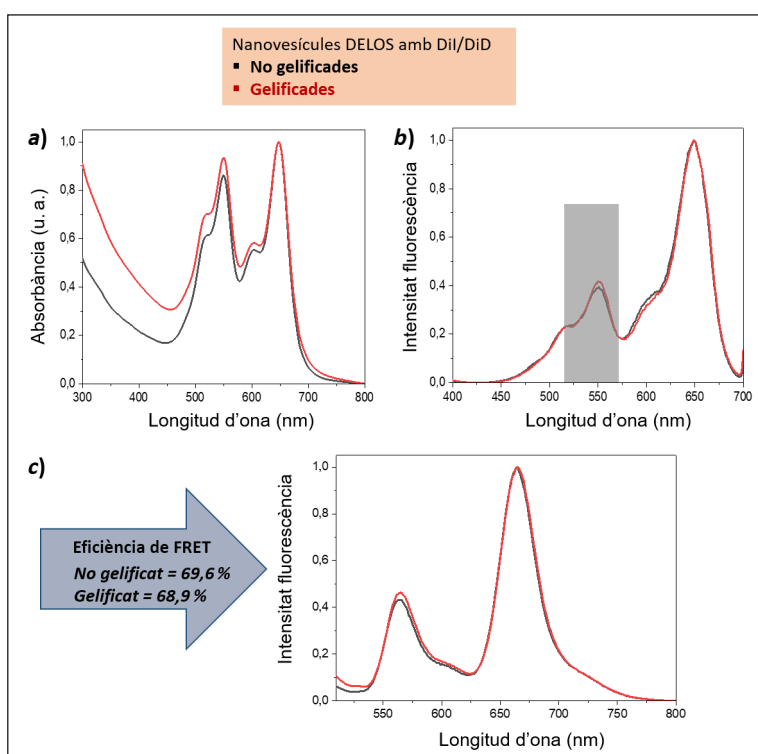 Nanovesícules DELOS amb DiI/DiD
▪ No gelificades
▪ Gelificades
a)
1,0
0,8
0,6
0,4
0,2
0,0
Absorbància (u. a.)
300 400 500 600 700 800
Longitud d’ona (nm)
b)
1,0
0,8
0,6
0,4
0,2
0,0
Intensitat fluorescència
400 450 500 550 600 650 700
Longitud d’ona (nm)
c)
Eficiència de FRET
No gelificat = 69,6 %
Gelificat = 68,9 %
1,0
0,8
0,6
0,4
0,2
0,0
Intensitat fluorescència
550 600 650 700 750 800
Longitud d’ona (nm)